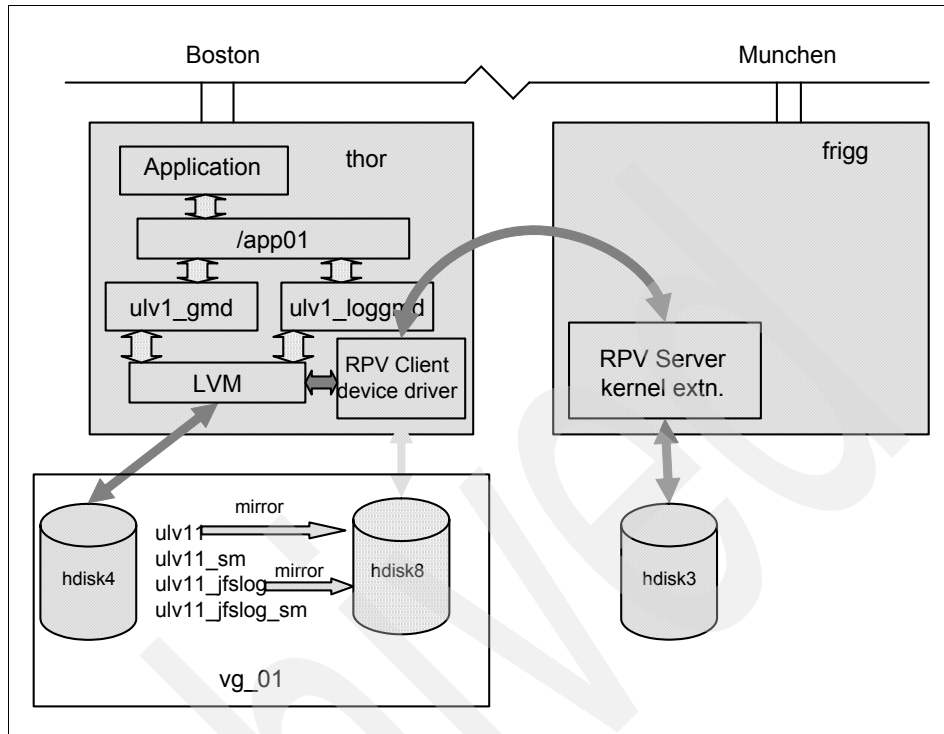 Boston
Munchen
thor
frigg
Application
/app01
ulv1_gmd
ulv1_loggmd
LVM
RPV Client
device driver
RPV Server
kernel extn.
hdisk4
mirror
ulv11
ulv11_sm
ulv11_jfslog
mirror
ulv11_jfslog_sm
hdisk8
hdisk3
vg_01